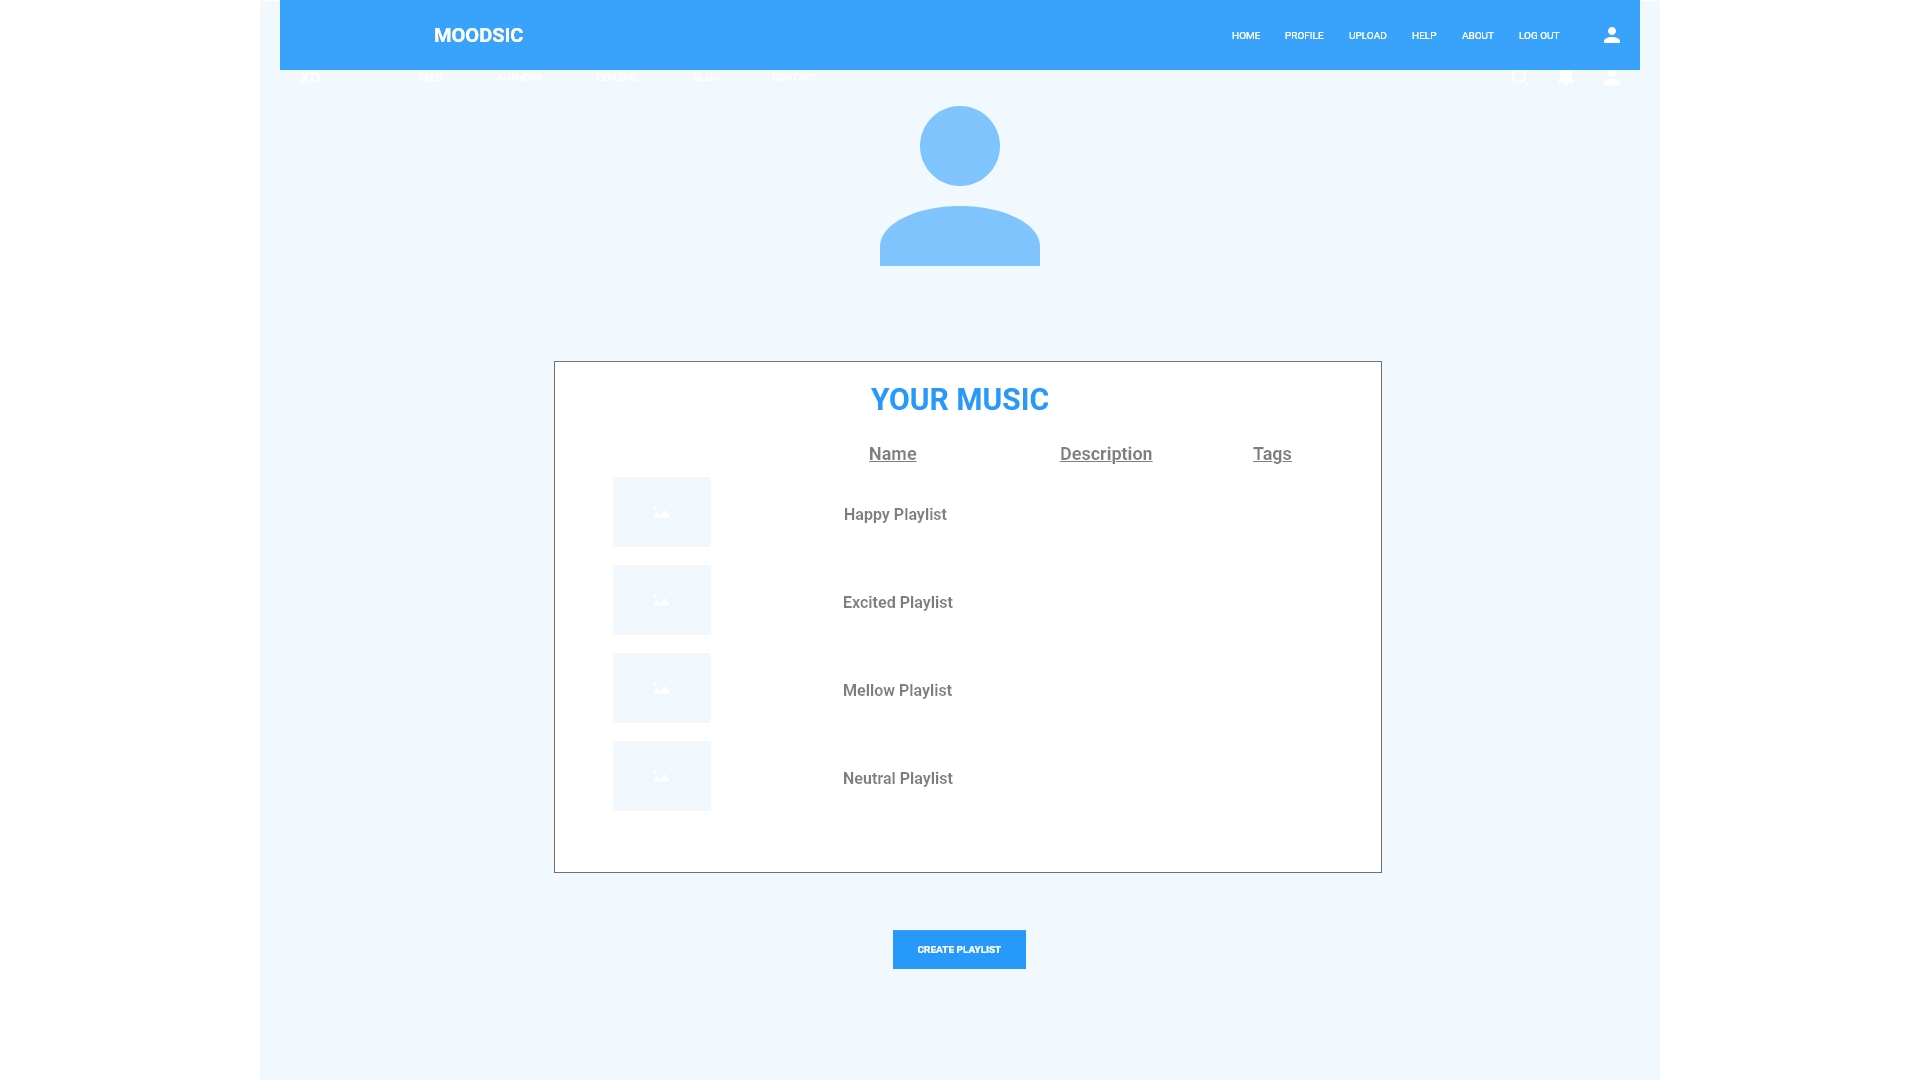 MOODSIC
HOME PROFILE UPLOAD HELP ABOUT LOG OUT
XD FEED AUTHORS EXPLORE BLOG CONTACT
YOUR MUSIC
Name Description Tags
Happy Playlist
Excited Playlist
Mellow Playlist
Neutral Playlist
CREATE PLAYLIST